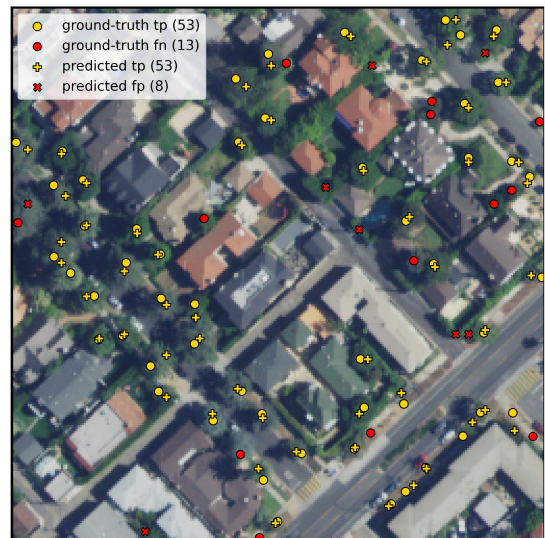 ground-truth tp (53)
ground-truth fn (13)
predicted tp (53)
predicted fp (8)